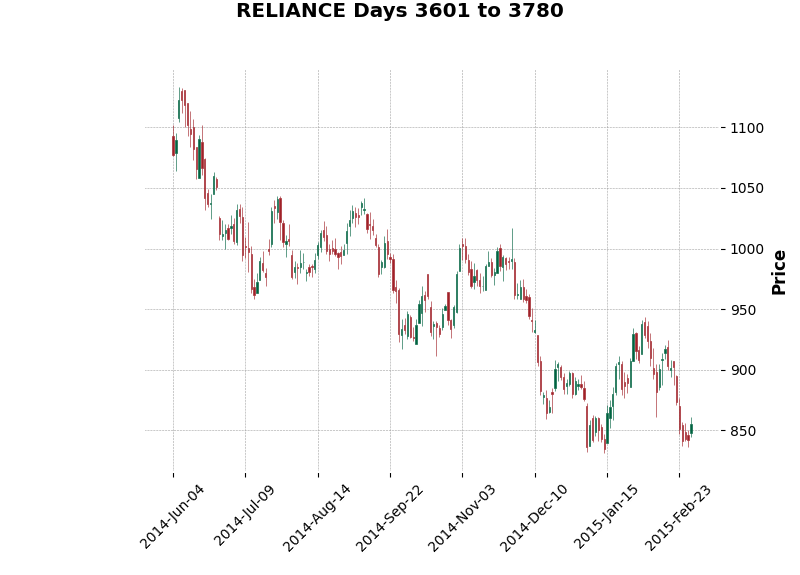 RELIANCE Days 3601 to 3780
1100
1050
1000
950
900
850
Price
2014-Jun-04
2014-Jul-09
2014-Aug-14
2014-Sep-22
2014-Nov-03
2014-Dec-10
2015-Jan-15
2015-Feb-23